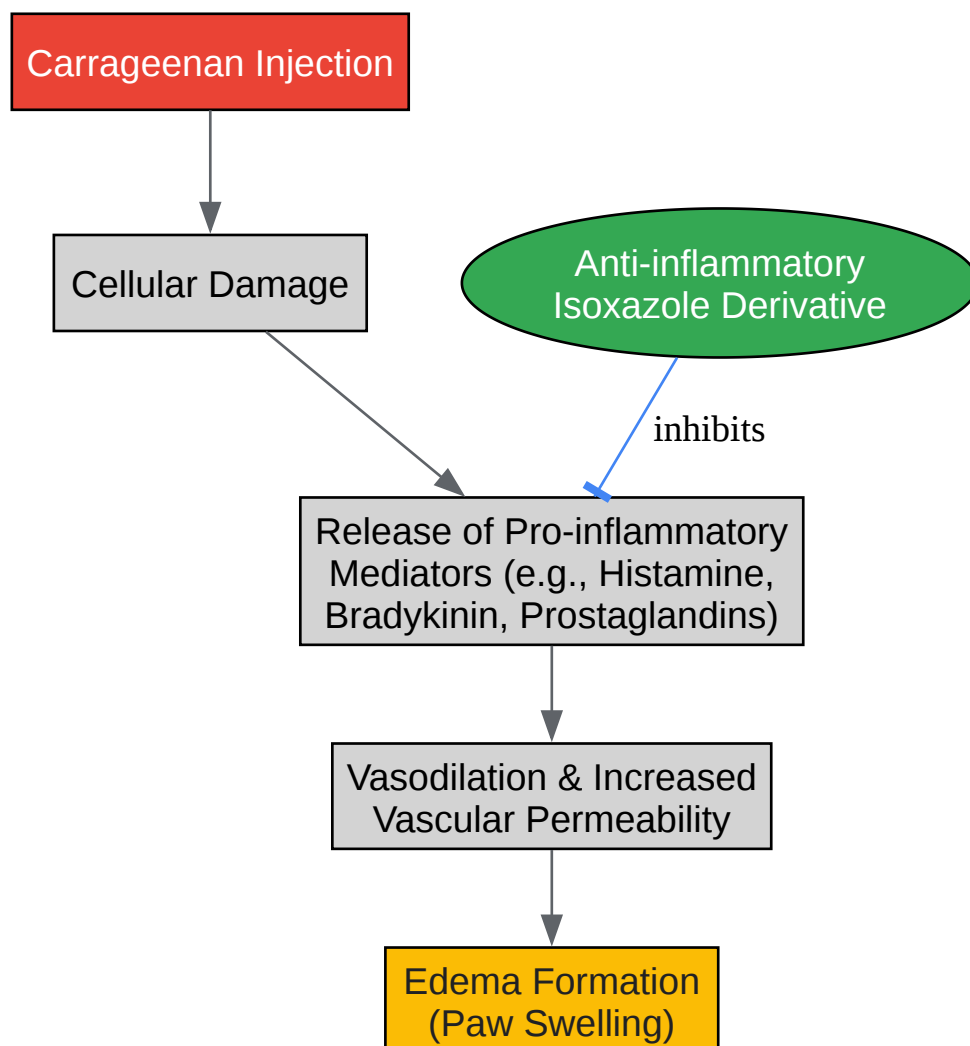 Carrageenan Injection
Cellular Damage
Anti-inflammatory
Isoxazole Derivative
inhibits
Release of Pro-inflammatory
Mediators (e.g., Histamine,
Bradykinin, Prostaglandins)
Vasodilation & Increased
Vascular Permeability
Edema Formation
(Paw Swelling)